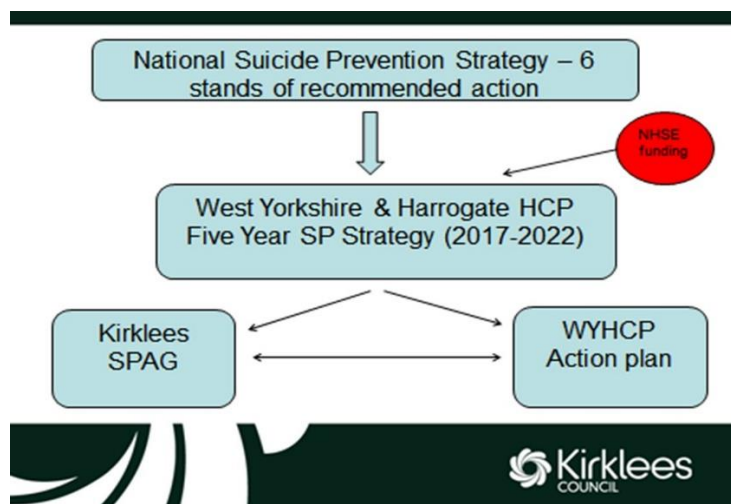 National Suicide Prevention Strategy – 6
stands of recommended action
NHSE
funding
West Yorkshire & Harrogate HCP
Five Year SP Strategy (2017-2022)
Kirklees
SPAG
WYHCP
Action plan
Kirklees
COUNCIL